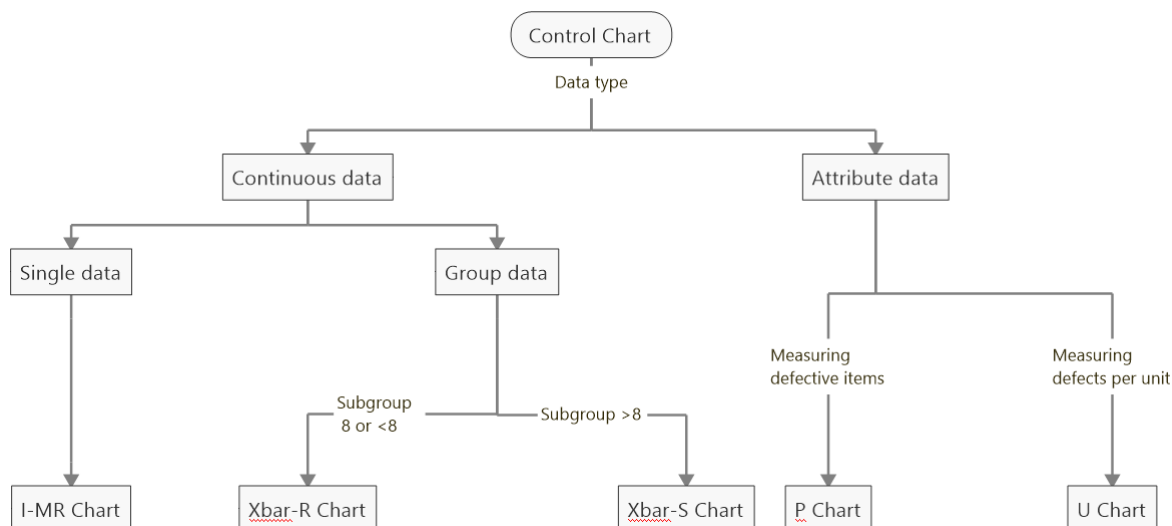 Control Chart
Data type
Continuous data
Attribute data
Single data
Group data
Measuring
defective items
Measuring
defects per unit
Subgroup
8 or <8
Subgroup >8
I-MR Chart
Xbar-R Chart
Xbar-S Chart
P Chart
U Chart